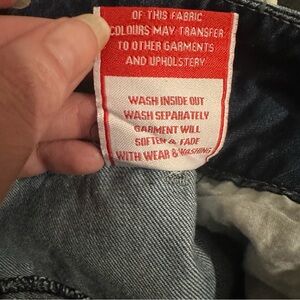 OF THIS FABRIC
COLOURS MAY TRANSFER
TO OTHER GARMENTS
AND UPHOLSTERY
WASH INSIDE OUT
WASH SEPARATELY
GARMENT WILL
SOFTEN & FADE
WITH WEAR & WASHING